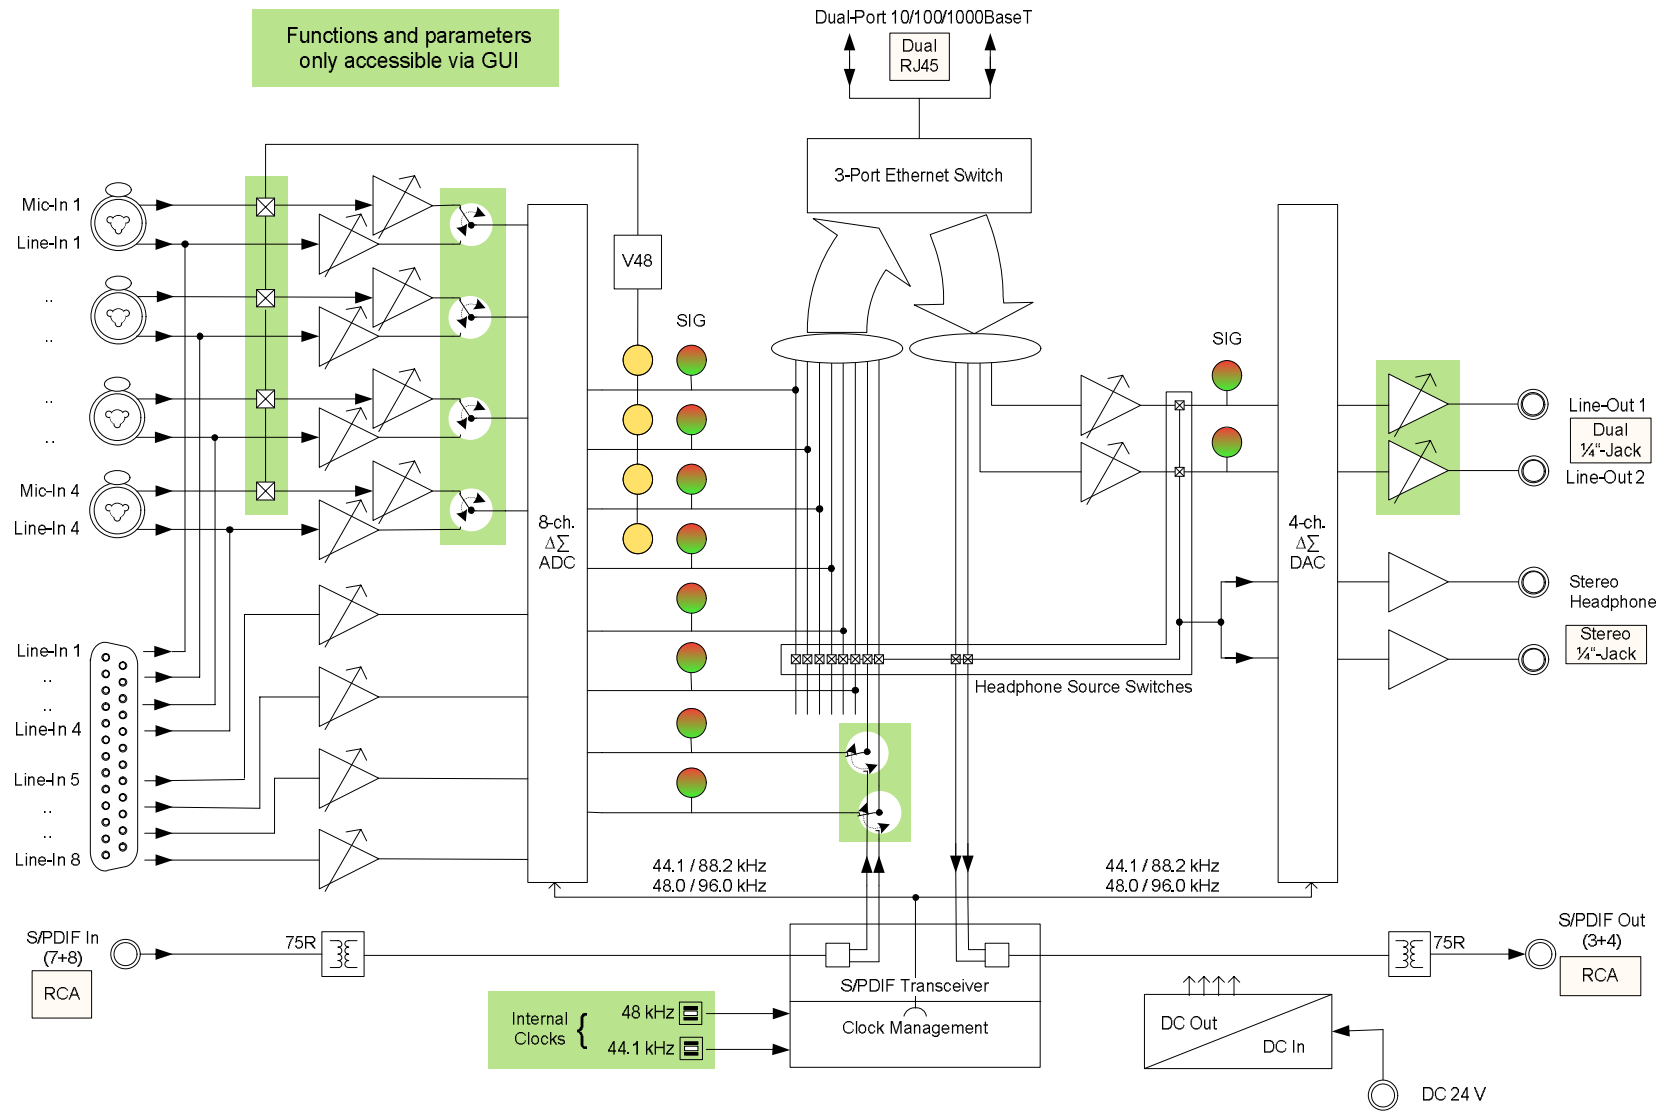 Functions and parameters
only accessible via GUI
Dual-Port 10/100/1000BaseT
Dual
RJ45
3-Port Ethernet Switch
Mic-In 1
Line-In 1
..
..
..
..
Mic-In 4
Line-In 4
Line-In 1
..
..
Line-In 4
Line-In 5
..
..
Line-In 8
8-ch.
ΔΣ
ADC
V48
SIG
SIG
4-ch.
ΔΣ
DAC
Line-Out 1
Dual
¼“-Jack
Line-Out 2
Stereo
Headphone
Stereo
¼“-Jack
Headphone Source Switches
44.1 / 88.2 kHz
48.0 / 96.0 kHz
44.1 / 88.2 kHz
48.0 / 96.0 kHz
S/PDIF In
(7+8)
RCA
75R
S/PDIF Transceiver
Clock Management
Internal
Clocks
{
48 kHz
44.1 kHz
75R
S/PDIF Out
(3+4)
RCA
DC Out
DC In
DC 24 V